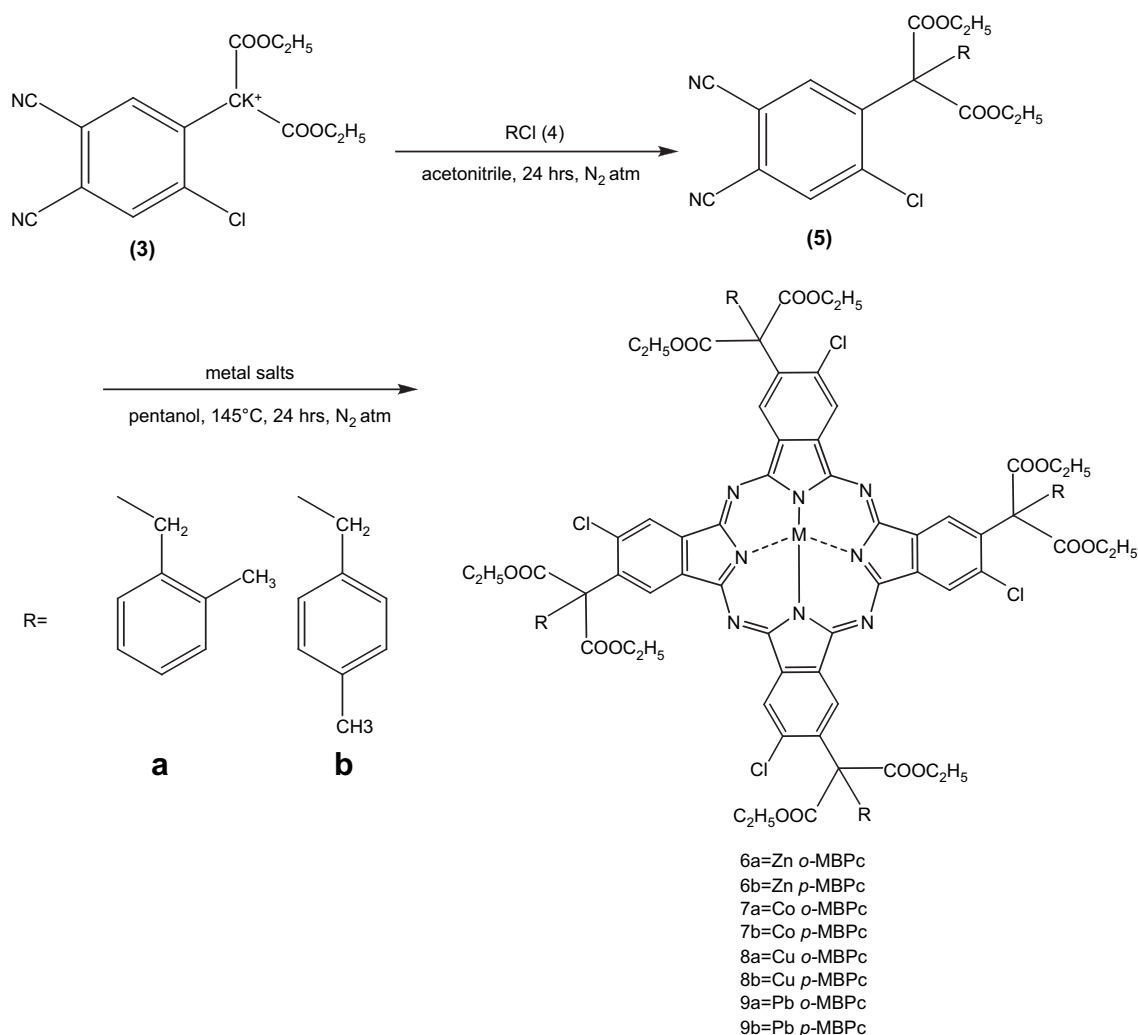 COOC₂H₅
CK⁺
NC
COOC₂H₅
NC
Cl
(3)
RCl (4)
acetonitrile, 24 hrs, N₂ atm
COOC₂H₅
R
NC
COOC₂H₅
NC
Cl
(5)
metal salts
pentanol, 145°C, 24 hrs, N₂ atm
R
COOC₂H₅
C₂H₅OOC
Cl
COOC₂H₅
R
N
N
N
Cl
M
N
N
COOC₂H₅
C₂H₅OOC
Cl
R
N
N
N
COOC₂H₅
Cl
R
COOC₂H₅
C₂H₅OOC
R=
CH₂
CH₃
a
CH₂
CH3
b
6a=Zn o-MBPc
6b=Zn p-MBPc
7a=Co o-MBPc
7b=Co p-MBPc
8a=Cu o-MBPc
8b=Cu p-MBPc
9a=Pb o-MBPc
9b=Pb p-MBPc